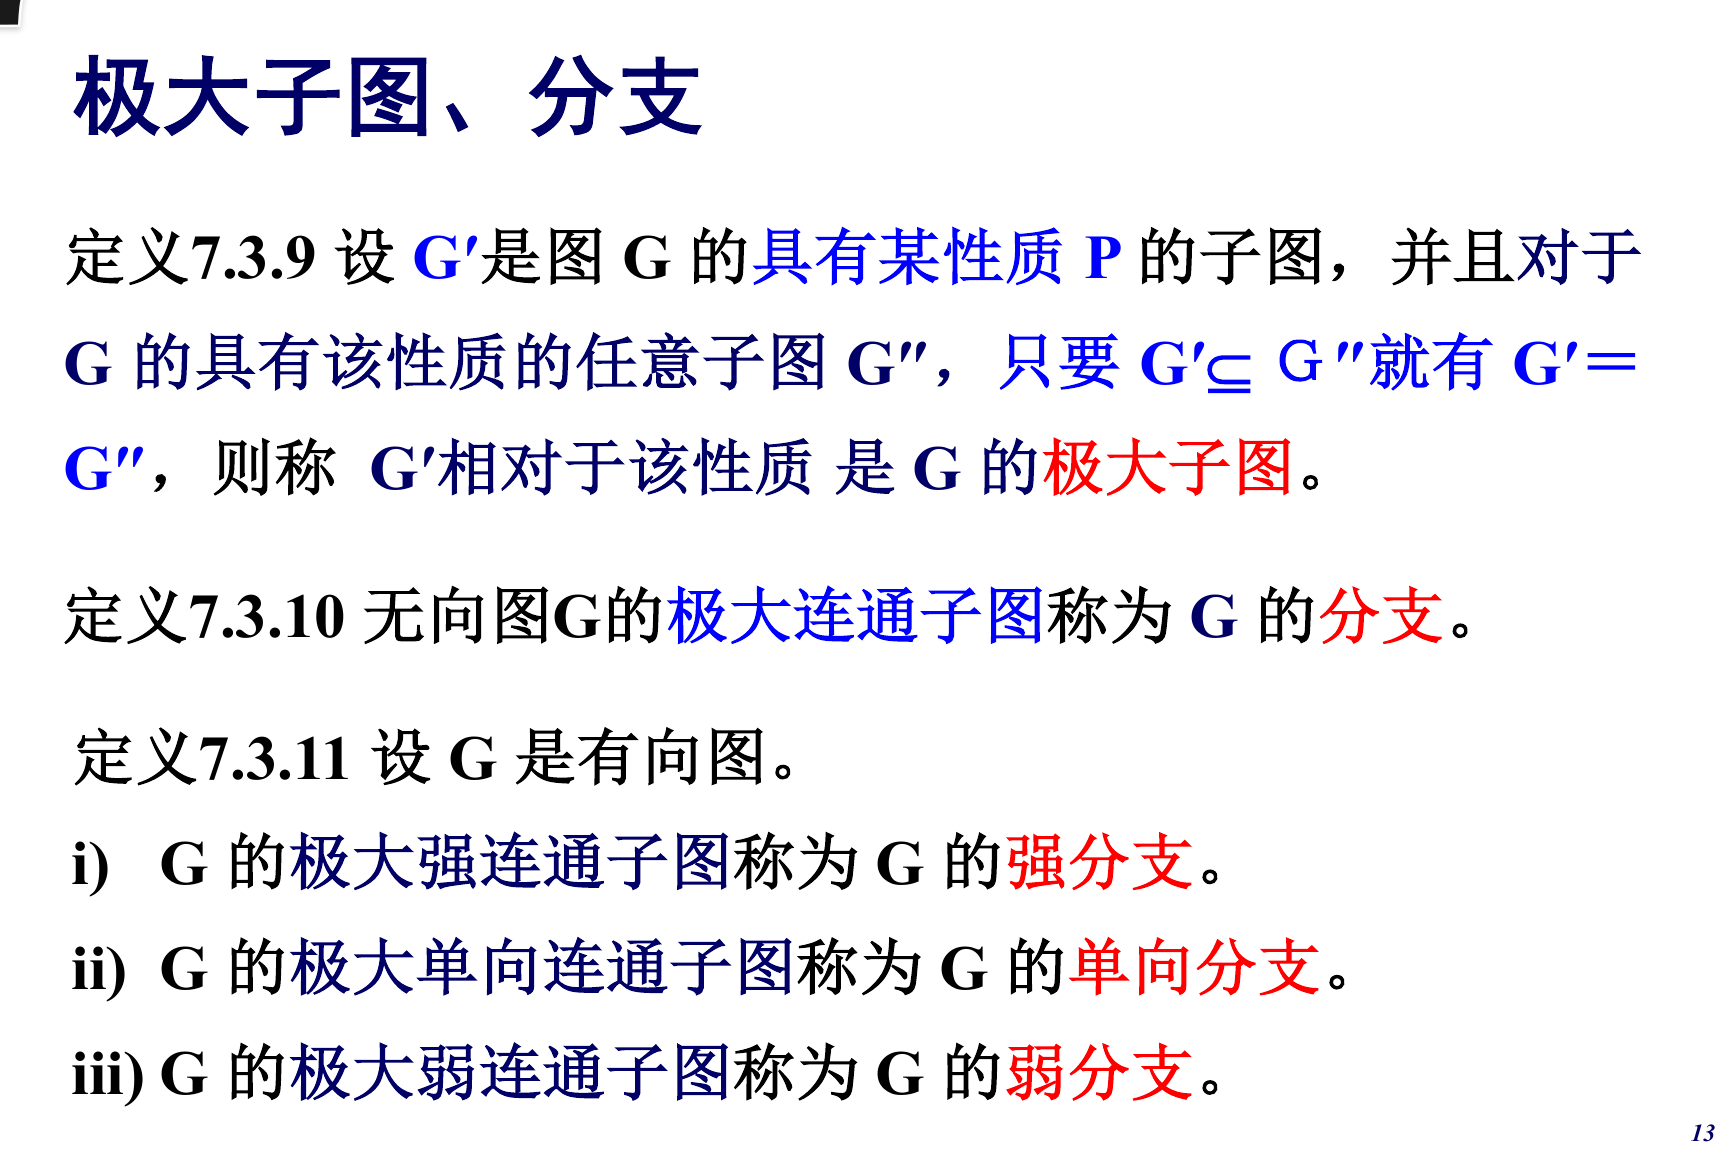 极大子图、分支
定义7.3.9 设 G′是图 G 的具有某性质 P 的子图，并且对于
G 的具有该性质的任意子图 G″，只要 G′⊆ G ″就有 G′＝
G″，则称 G′相对于该性质 是 G 的极大子图。
定义7.3.10 无向图G的极大连通子图称为 G 的分支。
定义7.3.11 设 G 是有向图。
i) G 的极大强连通子图称为 G 的强分支。
ii) G 的极大单向连通子图称为 G 的单向分支。
iii) G 的极大弱连通子图称为 G 的弱分支。
13